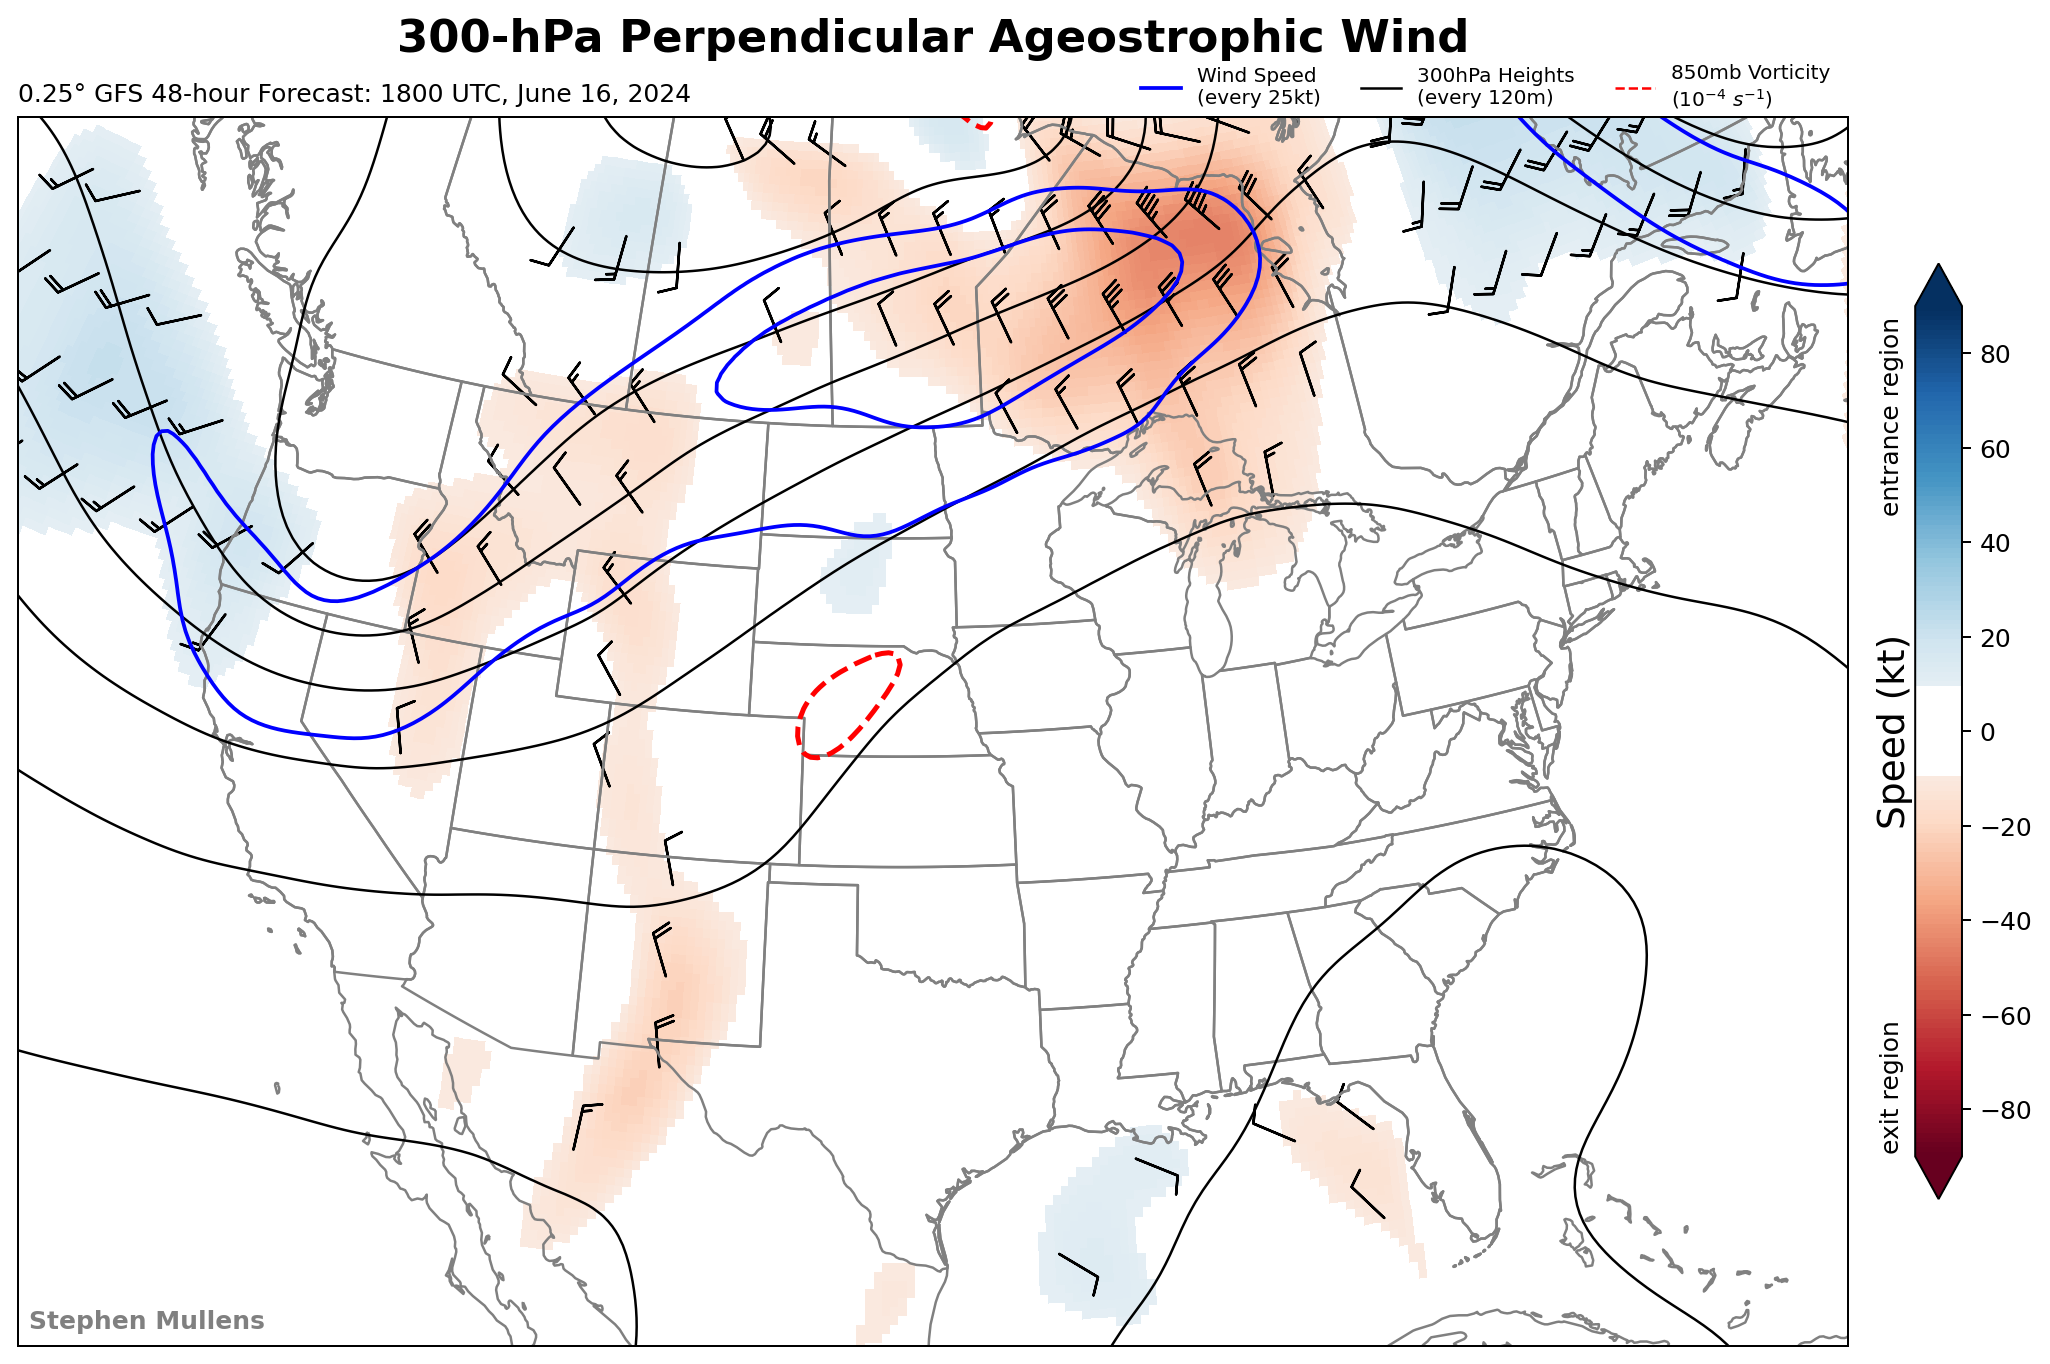 300-hPa Perpendicular Ageostrophic Wind
0.25° GFS 48-hour Forecast: 1800 UTC, June 16, 2024
Wind Speed
(every 25kt)
300hPa Heights
(every 120m)
850mb Vorticity
(10⁻⁴ s⁻¹)
entrance region
Speed (kt)
exit region
80
60
40
20
0
−20
−40
−60
−80
Stephen Mullens